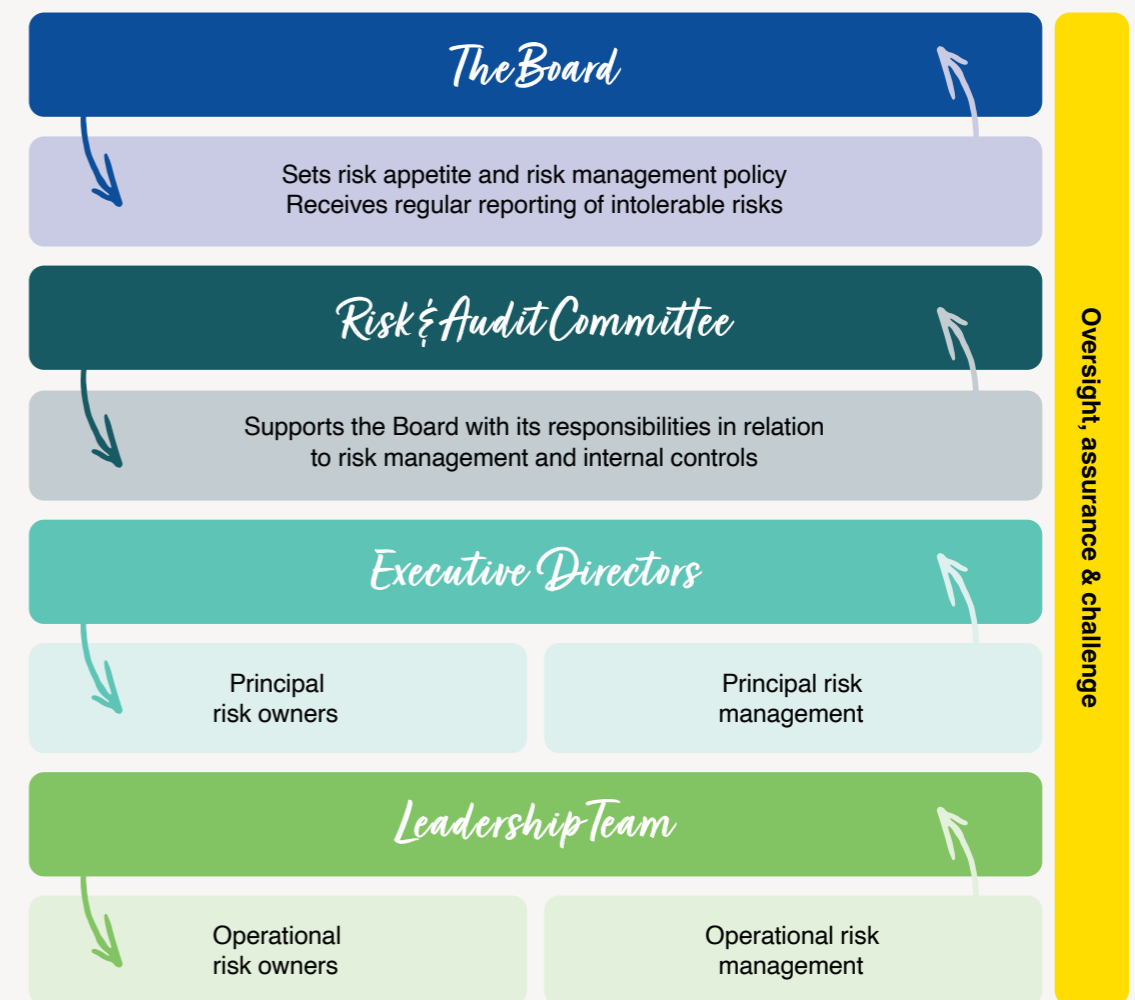 The Board
Sets risk appetite and risk management policy
Receives regular reporting of intolerable risks
Risk & Audit Committee
Supports the Board with its responsibilities in relation
to risk management and internal controls
Executive Directors
Principal
risk owners
Principal risk
management
Leadership Team
Operational
risk owners
Operational risk
management
Oversight, assurance & challenge